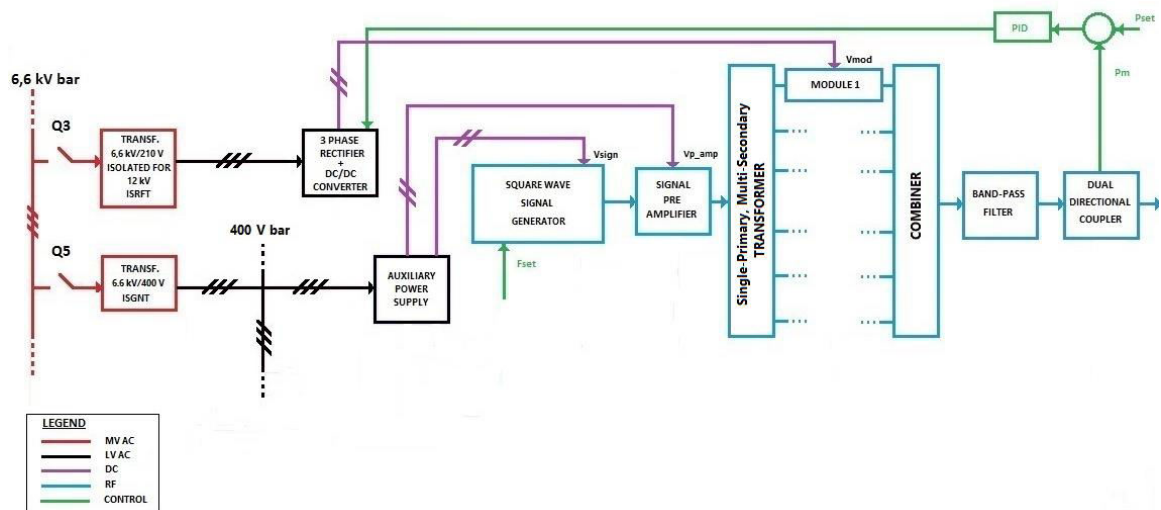 PID
Pset
Pm
6,6 kV bar
Q3
TRANSF.
6,6 kV/210 V
ISOLATED FOR
12 kV
ISRFT
3 PHASE
RECTIFIER
+
DC/DC
CONVERTER
Vmod
MODULE 1
Vsign
Vp_amp
SQUARE WAVE
SIGNAL
GENERATOR
SIGNAL
PRE
AMPLIFIER
Single-Primary, Multi-Secondary
TRANSFORMER
COMBINER
BAND-PASS
FILTER
DUAL
DIRECTIONAL
COUPLER
Q5
TRANSF.
6.6 kV/400 V
ISGNT
400 V bar
AUXILIARY
POWER
SUPPLY
Fset
LEGEND
MV AC
LV AC
DC
RF
CONTROL